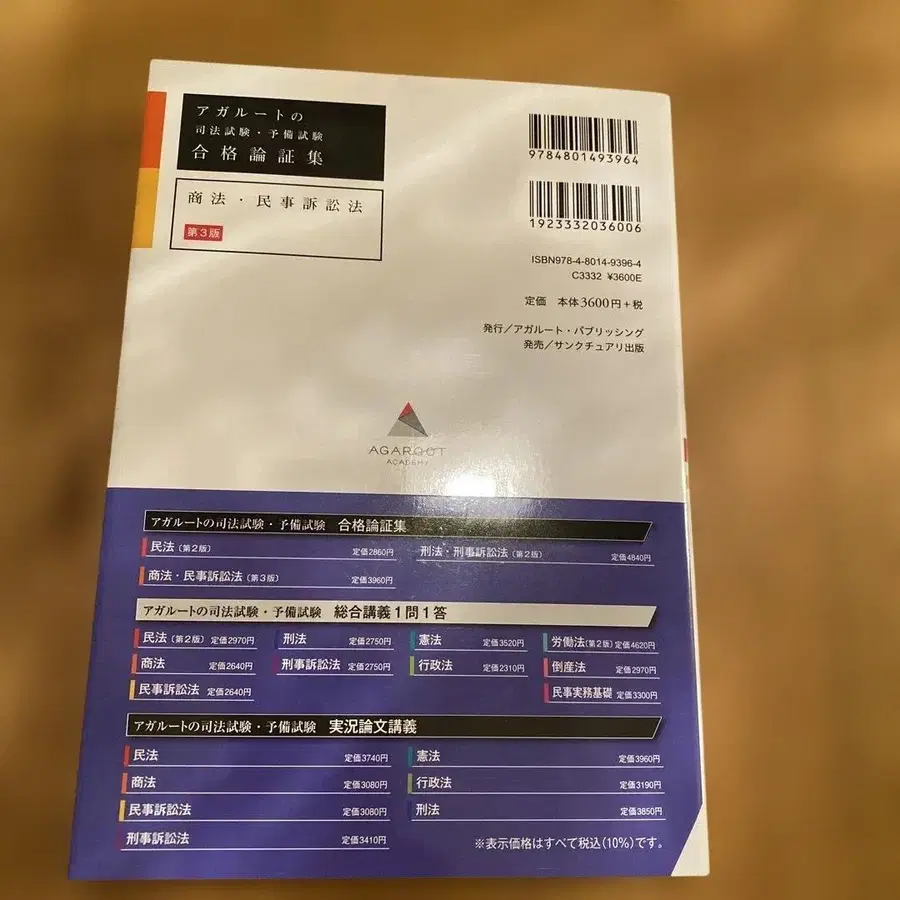 アガルートの
司法試験・予備試験
合格論証集
商法・民事訴訟法
第3版
9784801493964
1923332036006
ISBN978-4-8014-9396-4
C3332 ¥3600E
定価 本体3600円+税
発行／アガルート・パブリッシング
発売／サンクチュアリ出版
AGAROOT
ACADEMY
アガルートの司法試験・予備試験 合格論証集
民法(第2版) 定価2860円
刑法・刑事訴訟法(第2版) 定価4840円
商法・民事訴訟法(第3版) 定価3960円
アガルートの司法試験・予備試験 総合講義1問1答
民法(第2版) 定価2970円
刑法 定価2750円
憲法 定価3520円
労働法(第2版) 定価4620円
商法 定価2640円
刑事訴訟法 定価2750円
行政法 定価2310円
倒産法 定価2970円
民事訴訟法 定価2640円
民事実務基礎 定価3300円
アガルートの司法試験・予備試験 実況論文講義
民法 定価3740円
憲法 定価3960円
商法 定価3080円
行政法 定価3190円
民事訴訟法 定価3080円
刑法 定価3850円
刑事訴訟法 定価3410円
※表示価格はすべて税込(10%)です。